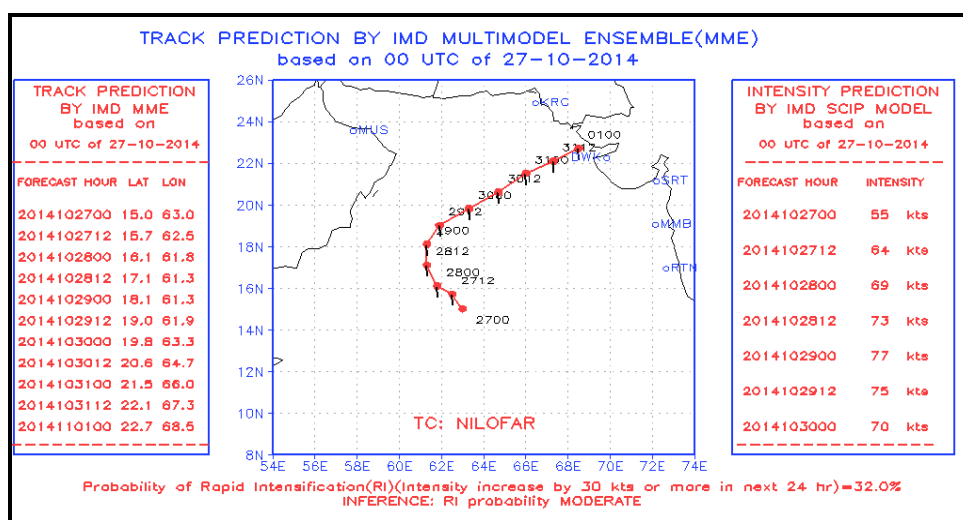 TRACK PREDICTION BY IMD MULTIMODEL ENSEMBLE(MME)
based on 00 UTC of 27-10-2014
TRACK PREDICTION
BY IMD MME
based on
00 UTC of 27-10-2014
FORECAST HOUR LAT LON
2014102700 15.0 63.0
2014102712 15.7 62.5
2014102800 16.1 61.8
2014102812 17.1 61.3
2014102900 18.1 61.3
2014102912 19.0 61.9
2014103000 19.8 63.3
2014103012 20.6 64.7
2014103100 21.5 66.0
2014103112 22.1 67.3
2014110100 22.7 68.5
26N
24N
22N
20N
18N
16N
14N
12N
10N
8N
54E 56E 58E 60E 62E 64E 66E 68E 70E 72E 74E
KRC
MUS
0100
3112
DWK
3100
SRT
3012
3000
2912
MMB
2900
2812
RTN
2800
2712
2700
TC: NILOFAR
INTENSITY PREDICTION
BY IMD SCIP MODEL
based on
00 UTC of 27-10-2014
FORECAST HOUR INTENSITY
2014102700 55 kts
2014102712 64 kts
2014102800 69 kts
2014102812 73 kts
2014102900 77 kts
2014102912 75 kts
2014103000 70 kts
Probability of Rapid Intensification(RI)(Intensity increase by 30 kts or more in next 24 hr)=32.0%
INFERENCE: RI probability MODERATE